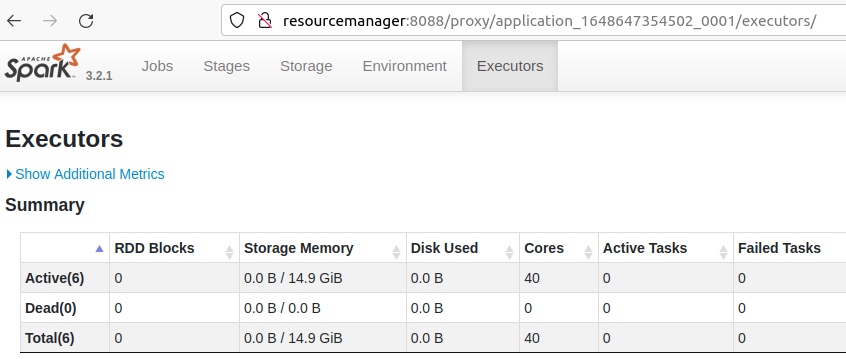 resourcemanager:8088/proxy/application_1648647354502_0001/executors/
APACHE
Spark 3.2.1 Jobs Stages Storage Environment Executors
Executors
Show Additional Metrics
Summary
RDD Blocks Storage Memory Disk Used Cores Active Tasks Failed Tasks
Active(6) 0 0.0 B / 14.9 GiB 0.0 B 40 0 0
Dead(0) 0 0.0 B / 0.0 B 0.0 B 0 0 0
Total(6) 0 0.0 B / 14.9 GiB 0.0 B 40 0 0